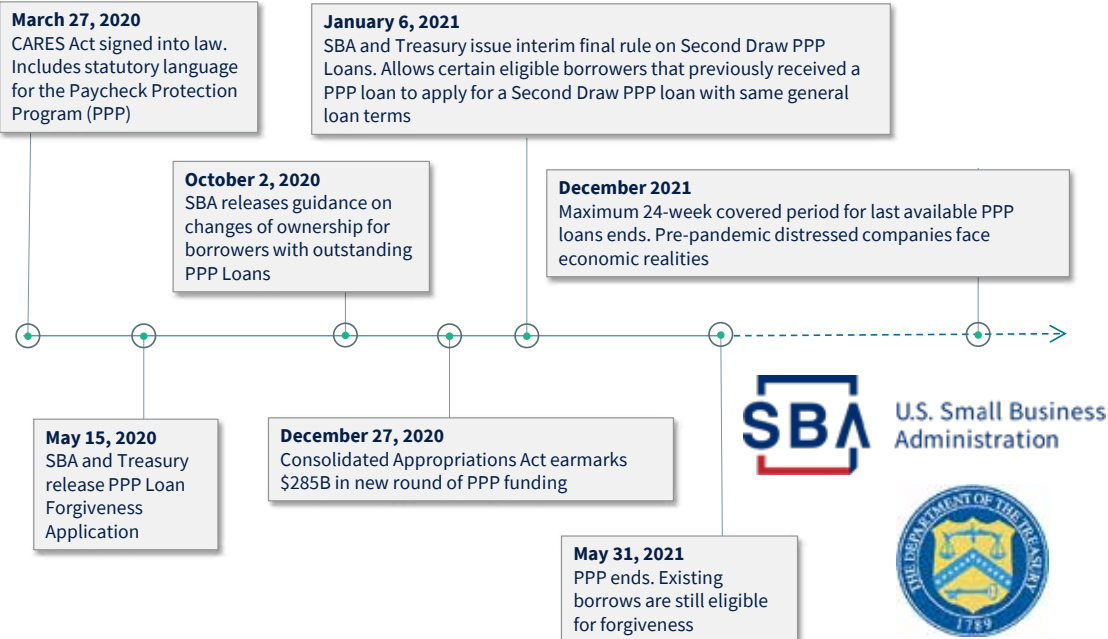 March 27, 2020
CARES Act signed into law.
Includes statutory language
for the Paycheck Protection
Program (PPP)
January 6, 2021
SBA and Treasury issue interim final rule on Second Draw PPP
Loans. Allows certain eligible borrowers that previously received a
PPP loan to apply for a Second Draw PPP loan with same general
loan terms
October 2, 2020
SBA releases guidance on
changes of ownership for
borrowers with outstanding
PPP Loans
December 2021
Maximum 24-week covered period for last available PPP
loans ends. Pre-pandemic distressed companies face
economic realities
May 15, 2020
SBA and Treasury
release PPP Loan
Forgiveness
Application
December 27, 2020
Consolidated Appropriations Act earmarks
$285B in new round of PPP funding
May 31, 2021
PPP ends. Existing
borrows are still eligible
for forgiveness
SBA
U.S. Small Business
Administration
THE DEPARTMENT OF THE TREASURY
1789